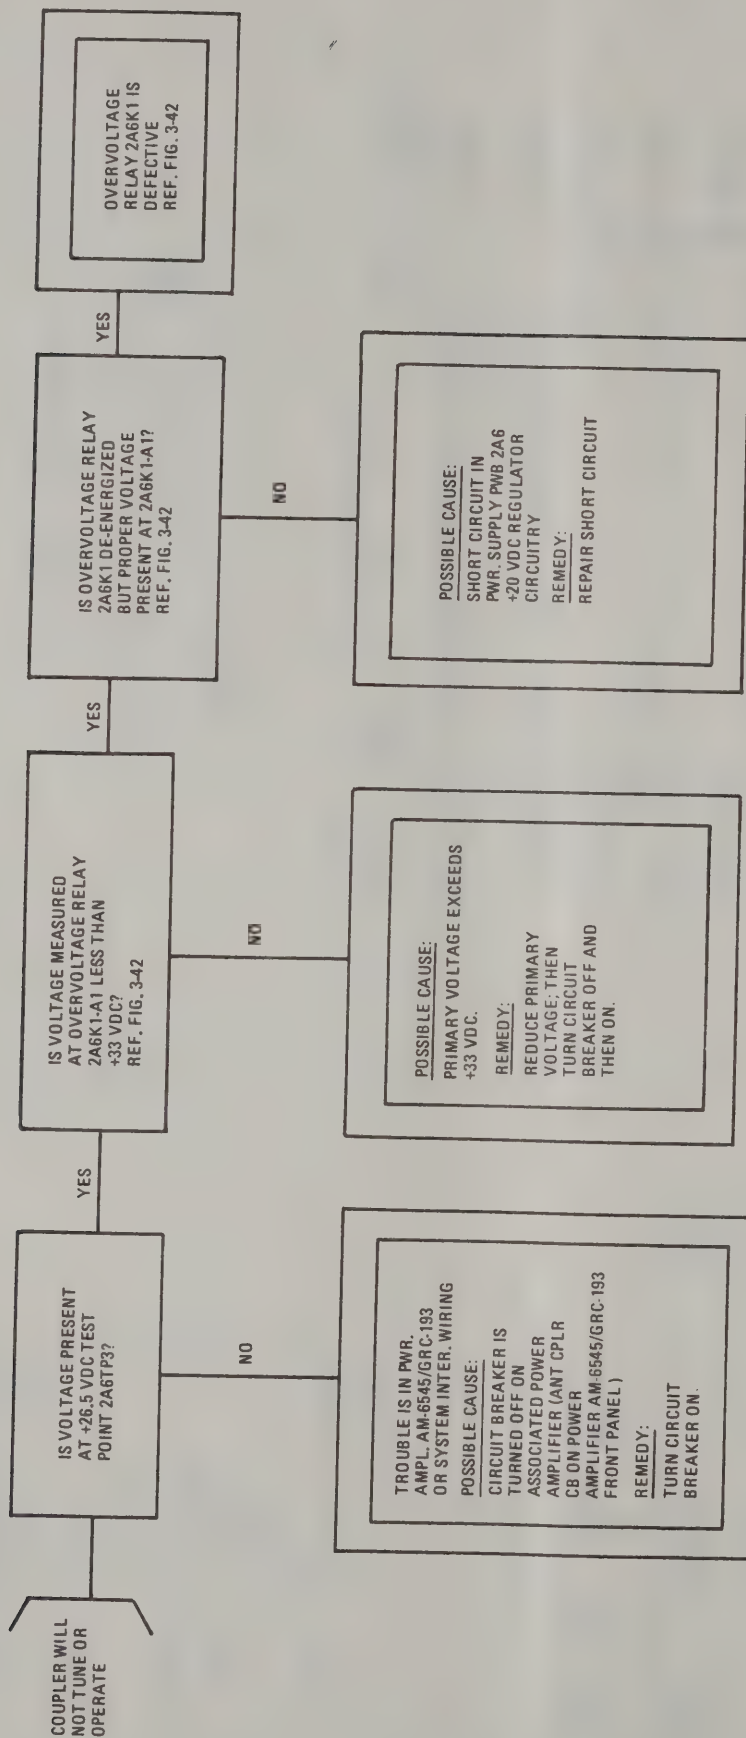 COUPLER WILL
NOT TUNE OR
OPERATE
IS VOLTAGE PRESENT
AT +26.5 VDC TEST
POINT 2A6TP3?
YES
NO
TROUBLE IS IN PWR.
AMPL. AM-6545/GRC-193
OR SYSTEM INTER. WIRING
POSSIBLE CAUSE:
CIRCUIT BREAKER IS
TURNED OFF ON
ASSOCIATED POWER
AMPLIFIER (ANT CPLR
CB ON POWER
AMPLIFIER AM-6545/GRC-193
FRONT PANEL)
REMEDY:
TURN CIRCUIT
BREAKER ON.
IS VOLTAGE MEASURED
AT OVERVOLTAGE RELAY
2A6K1-A1 LESS THAN
+33 VDC?
REF. FIG. 3-42
YES
NO
POSSIBLE CAUSE:
PRIMARY VOLTAGE EXCEEDS
+33 VDC.
REMEDY:
REDUCE PRIMARY
VOLTAGE; THEN
TURN CIRCUIT
BREAKER OFF AND
THEN ON.
IS OVERVOLTAGE RELAY
2A6K1 DE-ENERGIZED
BUT PROPER VOLTAGE
PRESENT AT 2A6K1-A1?
REF. FIG. 3-42
YES
NO
POSSIBLE CAUSE:
SHORT CIRCUIT IN
PWR. SUPPLY PWB 2A6
+20 VDC REGULATOR
CIRCUITRY
REMEDY:
REPAIR SHORT CIRCUIT
OVERVOLTAGE
RELAY 2A6K1 IS
DEFECTIVE
REF. FIG. 3-42